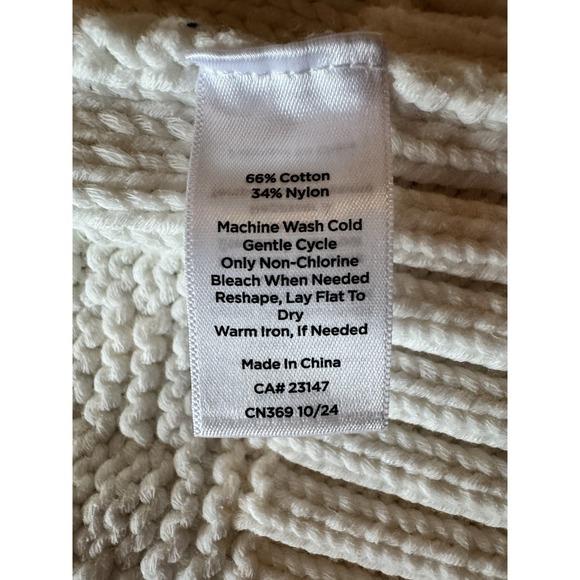 66% Cotton
34% Nylon
Machine Wash Cold
Gentle Cycle
Only Non-Chlorine
Bleach When Needed
Reshape, Lay Flat To
Dry
Warm Iron, If Needed
Made In China
CA# 23147
CN369 10/24